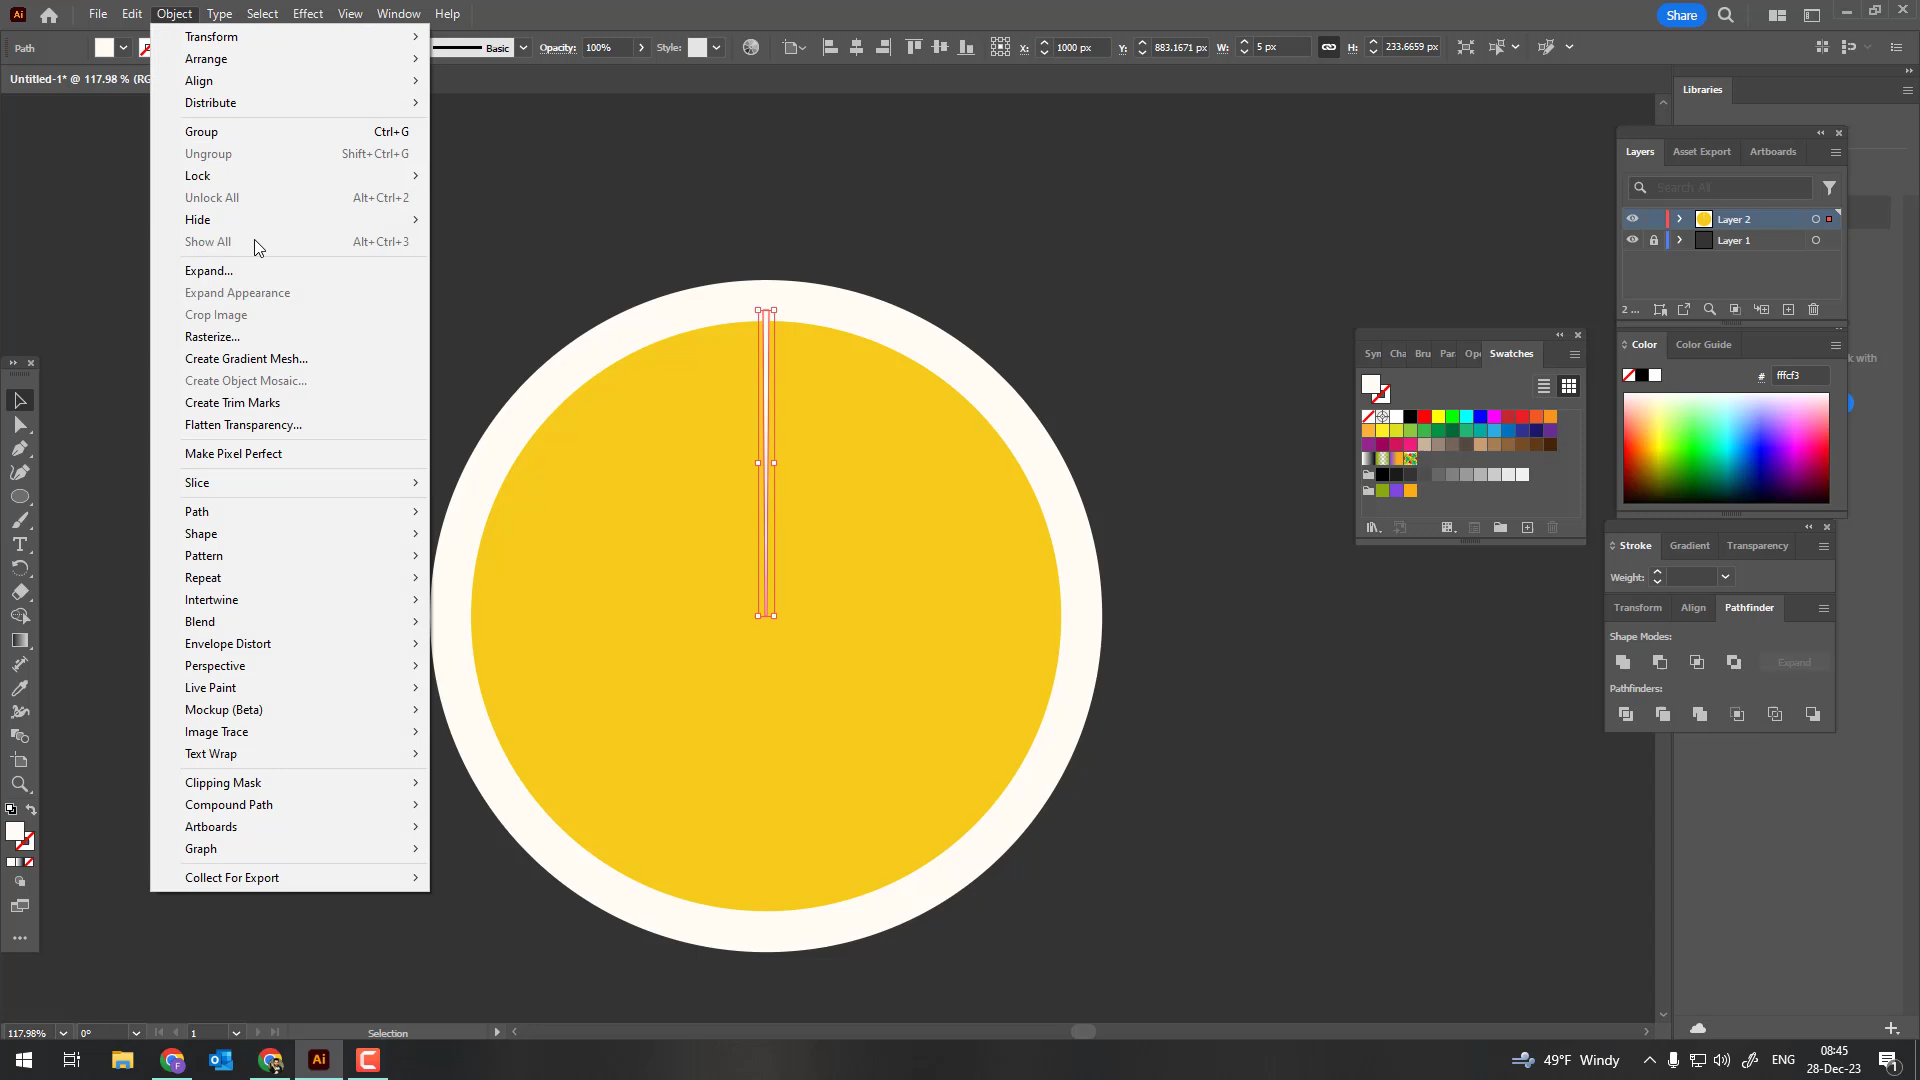 Ai File Edit Object Type Select Effect View Window Help Share
Path Basic Opacity: 100% Style: X: 1000 px Y: 883.1671 px W: 5 px H: 233.6659 px
Untitled-1* @ 117.98 % (RG
Transform
Arrange
Align
Distribute
Group Ctrl+G
Ungroup Shift+Ctrl+G
Lock
Unlock All Alt+Ctrl+2
Hide
Show All Alt+Ctrl+3
Expand...
Expand Appearance
Crop Image
Rasterize...
Create Gradient Mesh...
Create Object Mosaic...
Create Trim Marks
Flatten Transparency...
Make Pixel Perfect
Slice
Path
Shape
Pattern
Repeat
Intertwine
Blend
Envelope Distort
Perspective
Live Paint
Mockup (Beta)
Image Trace
Text Wrap
Clipping Mask
Compound Path
Artboards
Graph
Collect For Export
Syn Cha Bru Par Ope Swatches
Libraries
Layers Asset Export Artboards
Search All
Layer 2
Layer 1
2 ...
Color Color Guide
k with
# fffcf3
Stroke Gradient Transparency
Weight:
Transform Align Pathfinder
Shape Modes:
Expand
Pathfinders:
117.98% 0° 1 Selection
F Ai C 49°F Windy ENG 08:45
28-Dec-23 1